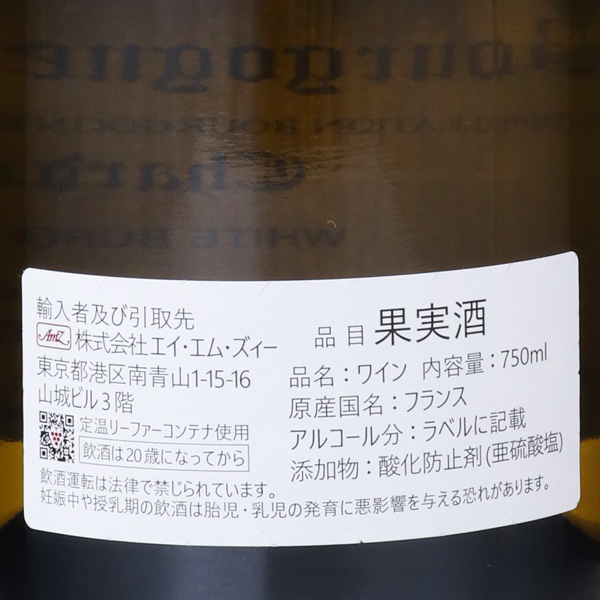 Bourgogne
APPELLATION BOURGOGNE
Chard
WHITE BURG
輸入者及び引取先
AMZ 株式会社エイ・エム・ズィー
東京都港区南青山1-15-16
山城ビル3階
定温リーファーコンテナ使用
飲酒は20歳になってから
品目 果実酒
品名：ワイン 内容量：750ml
原産国名：フランス
アルコール分：ラベルに記載
添加物：酸化防止剤(亜硫酸塩)
飲酒運転は法律で禁じられています。
妊娠中や授乳期の飲酒は胎児・乳児の発育に悪影響を与える恐れがあります。